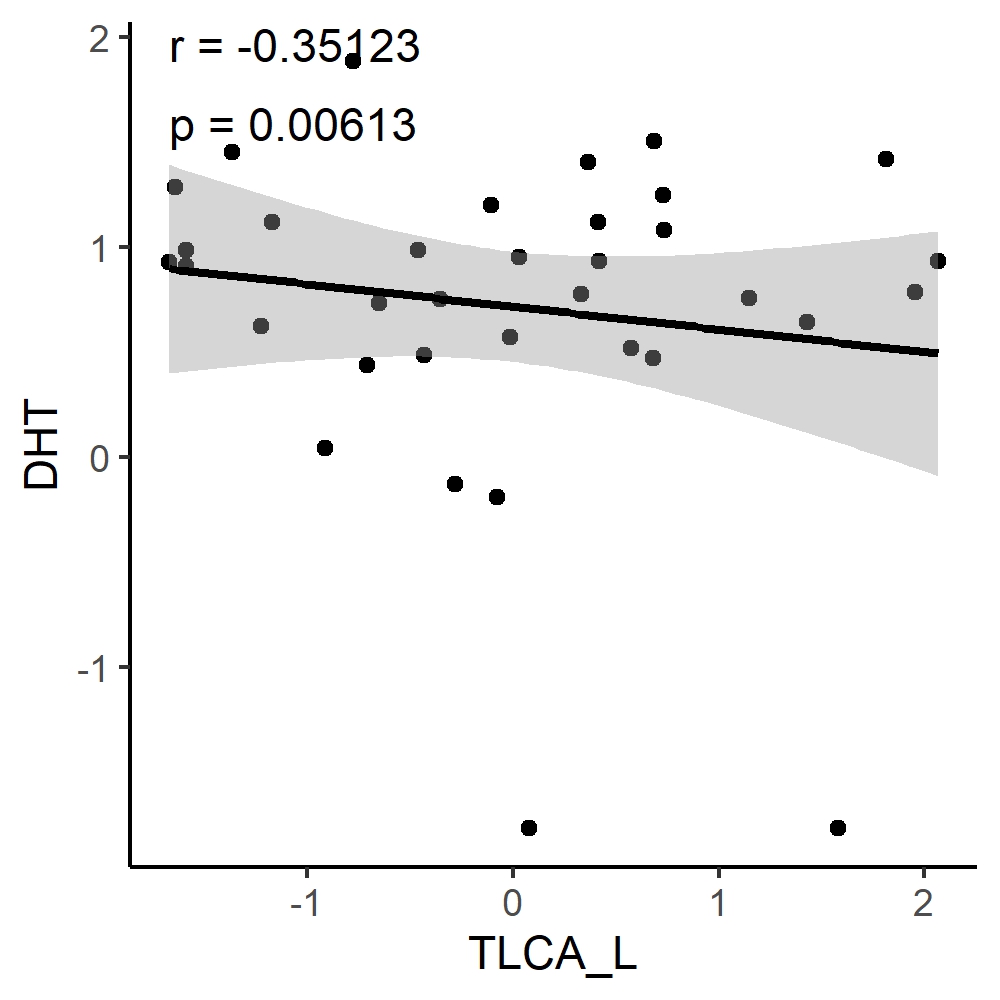 r = -0.35123
p = 0.00613
2
1
0
-1
DHT
-1 0 1 2
TLCA_L